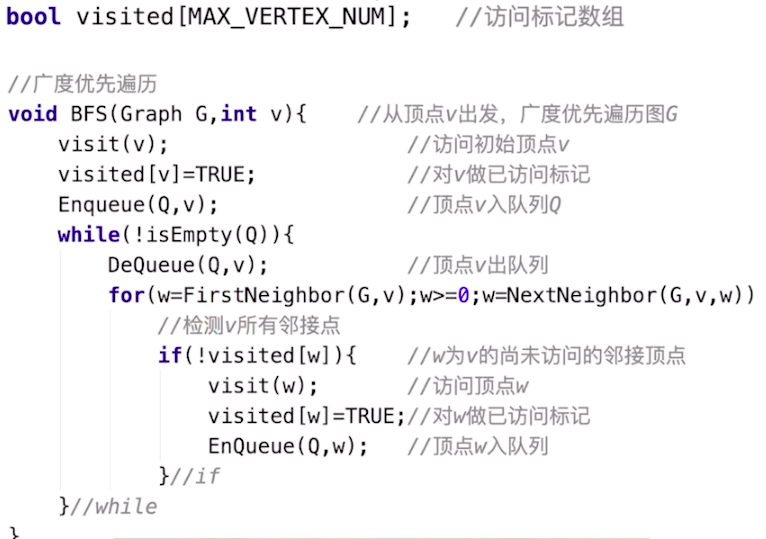 bool visited[MAX_VERTEX_NUM];   //访问标记数组
//广度优先遍历
void BFS(Graph G,int v){    //从顶点v出发，广度优先遍历图G
    visit(v);                   //访问初始顶点v
    visited[v]=TRUE;            //对v做已访问标记
    Enqueue(Q,v);               //顶点v入队列Q
    while(!isEmpty(Q)){
        DeQueue(Q,v);           //顶点v出队列
        for(w=FirstNeighbor(G,v);w>=0;w=NextNeighbor(G,v,w))
            //检测v所有邻接点
            if(!visited[w]){    //w为v的尚未访问的邻接顶点
                visit(w);       //访问顶点w
                visited[w]=TRUE;//对w做已访问标记
                EnQueue(Q,w);   //顶点w入队列
            }//if
    }//while
}